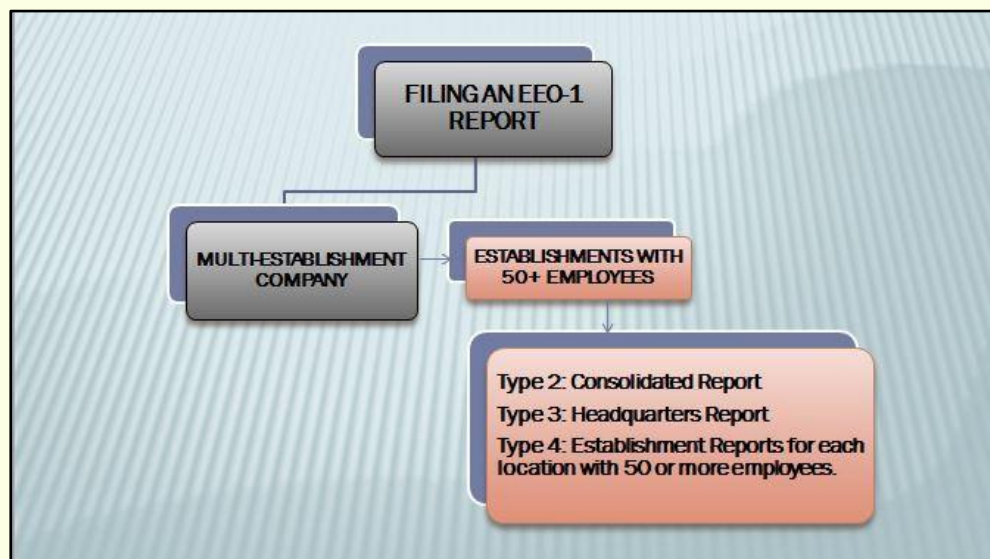 FILING AN EEO-1
REPORT
MULTI-ESTABLISHMENT
COMPANY
ESTABLISHMENTS WITH
50+ EMPLOYEES
Type 2: Consolidated Report
Type 3: Headquarters Report
Type 4: Establishment Reports for each
location with 50 or more employees.